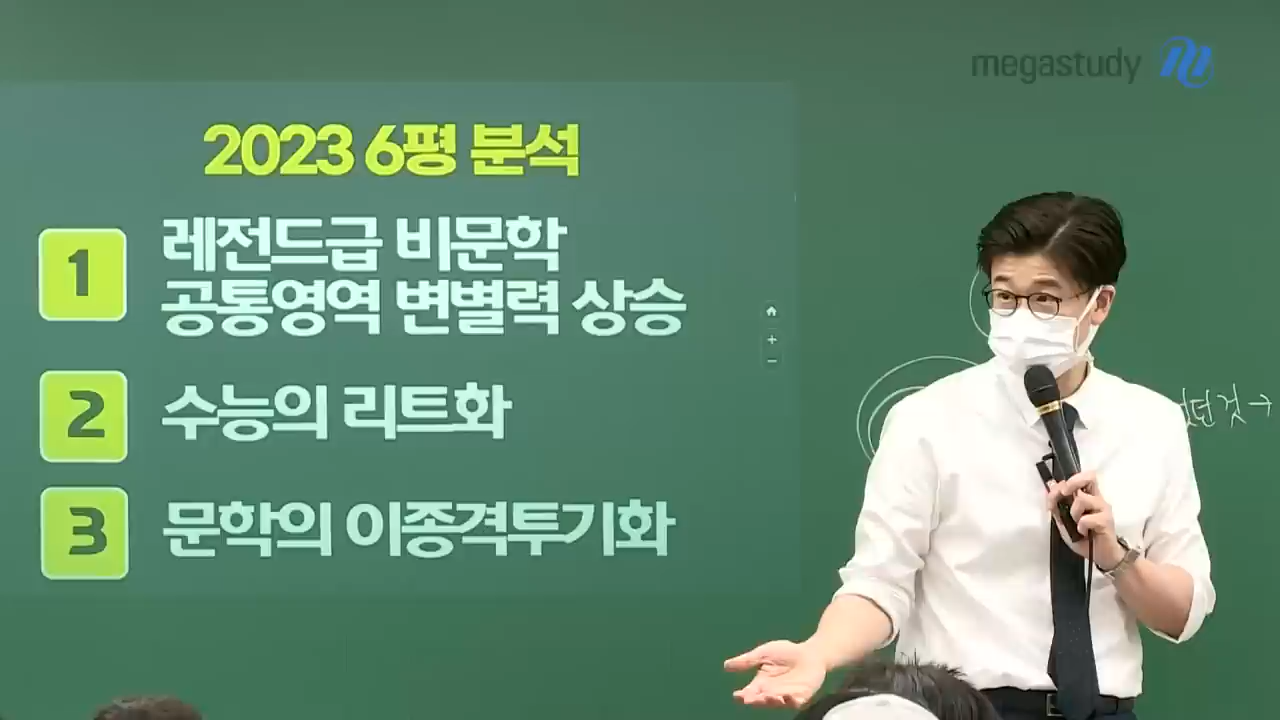 megastudy
2023 6평 분석
1
레전드급 비문학
공통영역 변별력 상승
2
수능의 리트화
3
문학의 이종격투기화
던 것 →